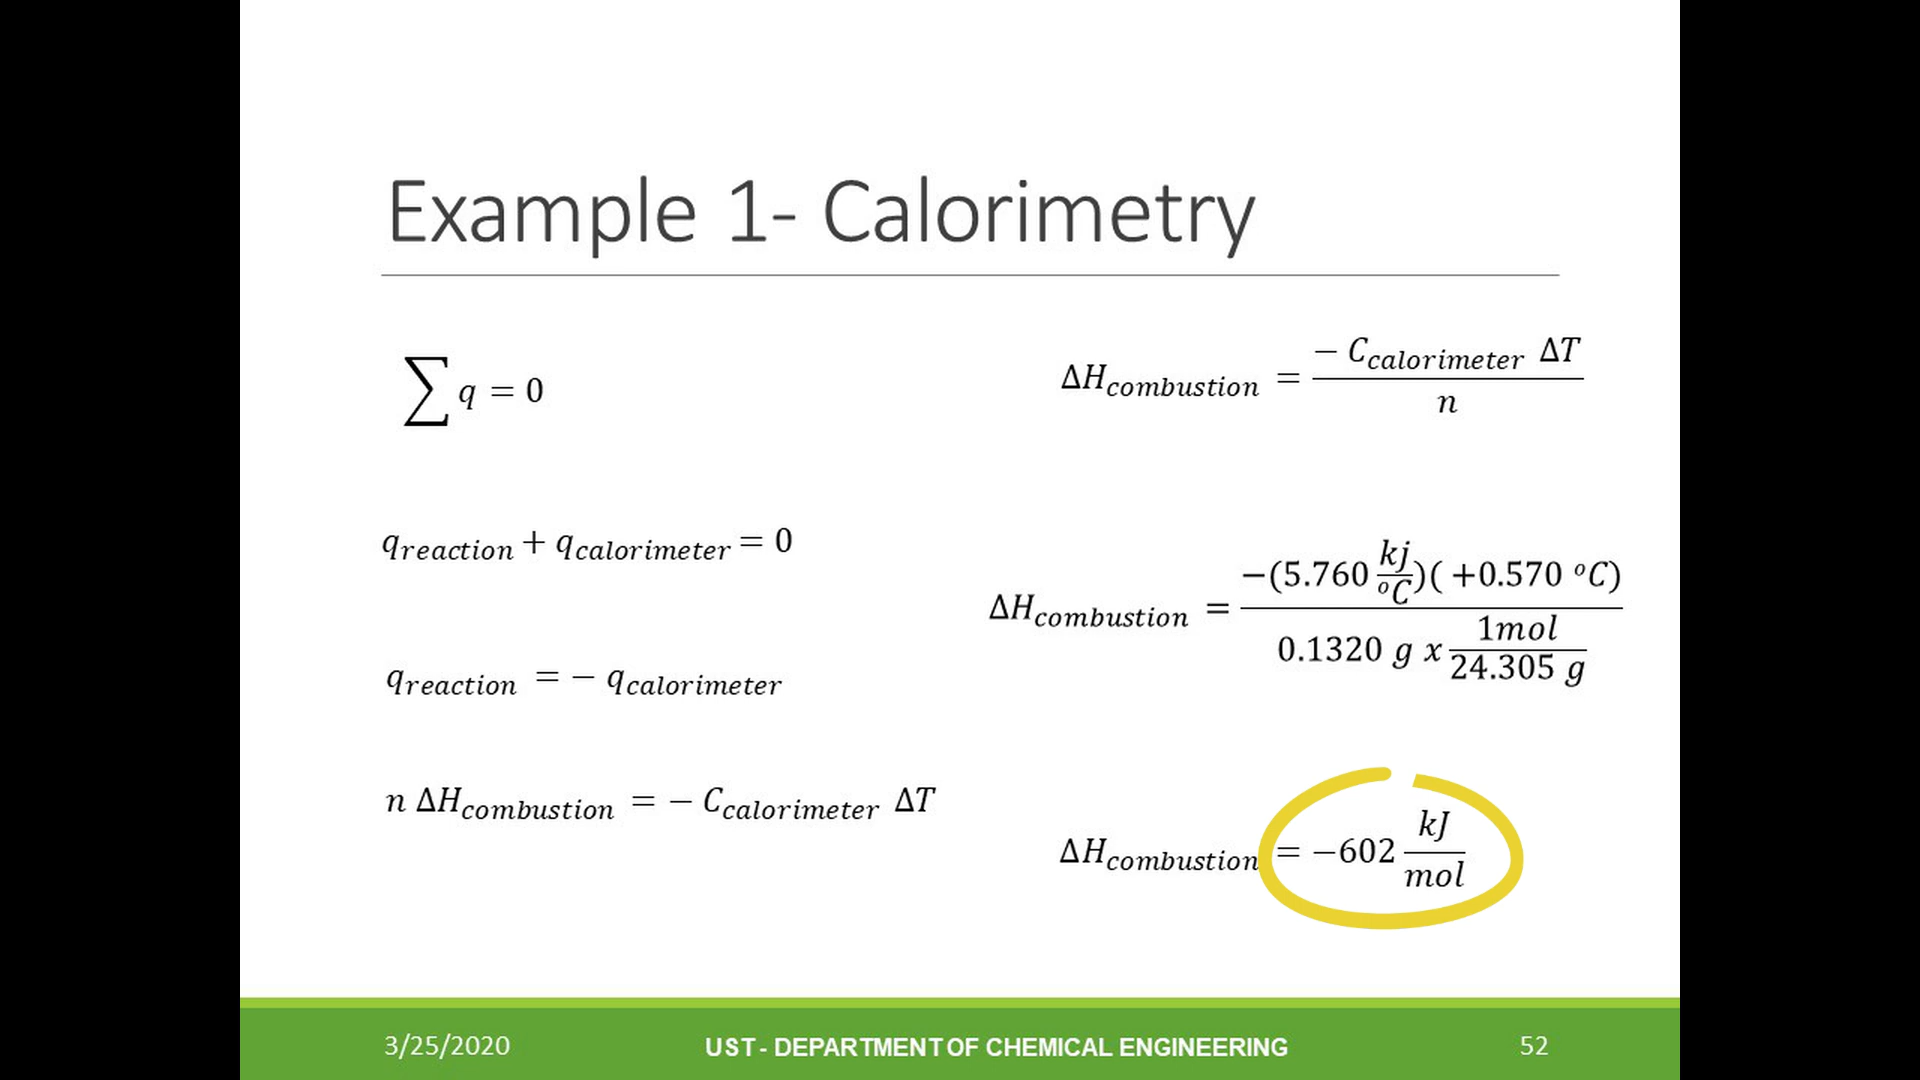 Example 1- Calorimetry
∑ q = 0
q_reaction + q_calorimeter = 0
q_reaction = − q_calorimeter
n ΔH_combustion = − C_calorimeter ΔT
ΔH_combustion = (− C_calorimeter ΔT) / n
ΔH_combustion = (−(5.760 kj/°C)( +0.570 °C)) / (0.1320 g x 1mol/24.305 g)
ΔH_combustion = −602 kJ/mol
3/25/2020
UST - DEPARTMENT OF CHEMICAL ENGINEERING
52